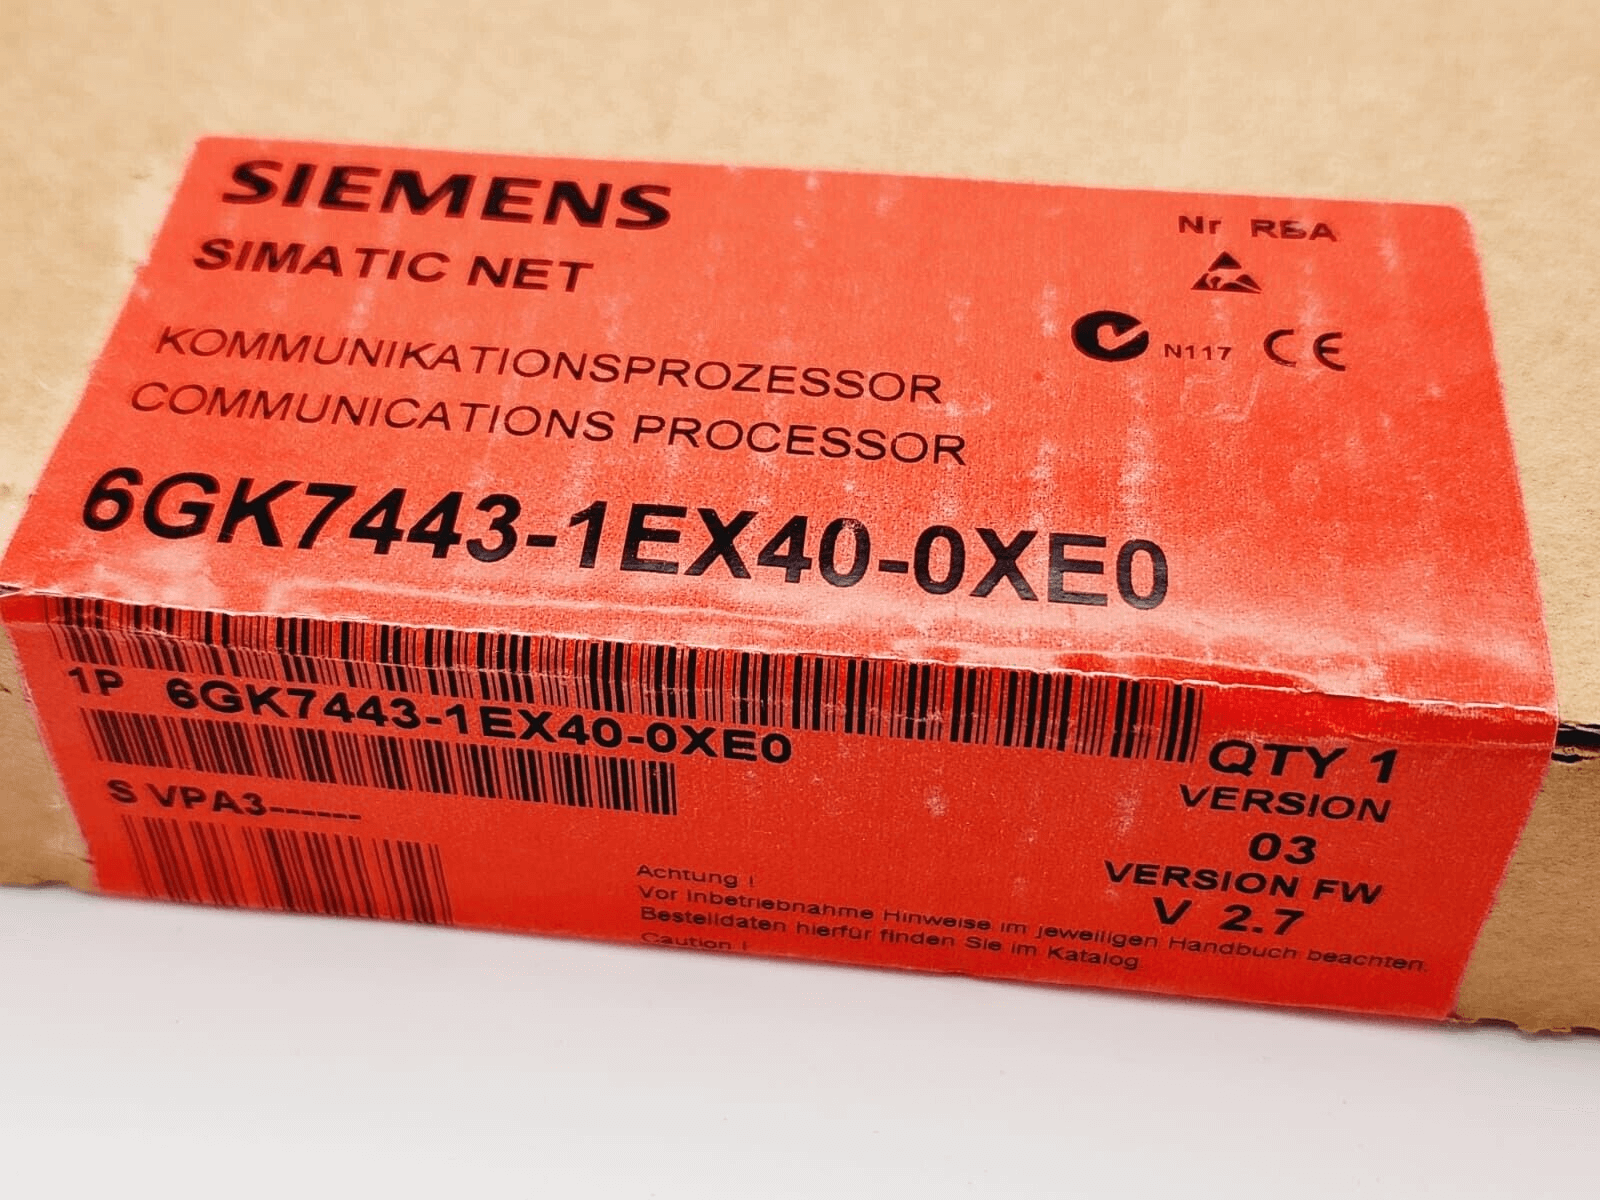 SIEMENS
SIMATIC NET
Nr RBA
N117 CE
KOMMUNIKATIONSPROZESSOR
COMMUNICATIONS PROCESSOR
6GK7443-1EX40-0XE0
1P 6GK7443-1EX40-0XE0
QTY 1
VERSION
03
VERSION FW
V 2.7
S VPA3------
Achtung !
Vor Inbetriebnahme Hinweise im jeweiligen Handbuch beachten.
Bestelldaten hierfür finden Sie im Katalog.
Caution !